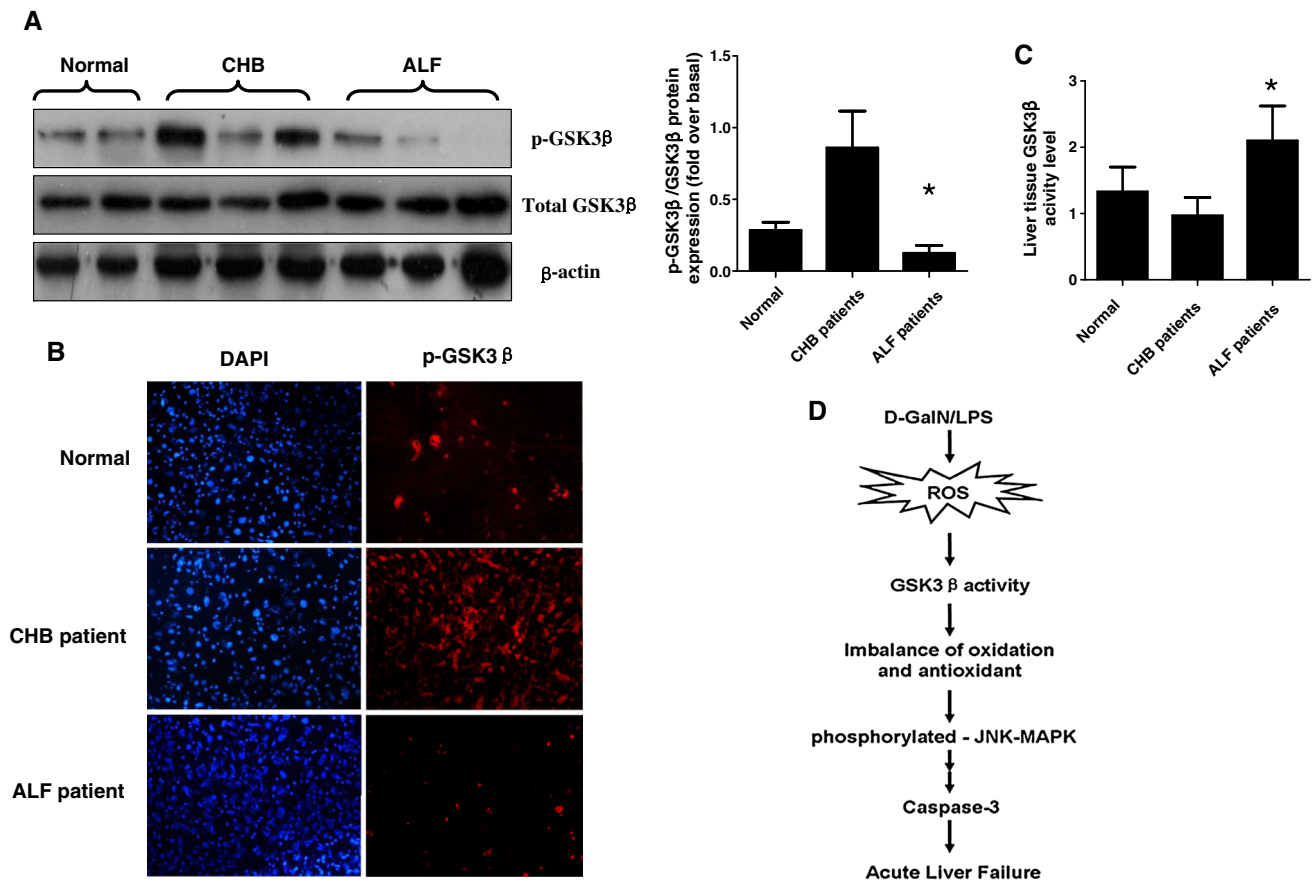 A
Normal
CHB
ALF
p-GSK3β
Total GSK3β
β-actin
p-GSK3β/GSK3β protein
expression (fold over basal)
1.5
1.0
0.5
0.0
Normal
CHB patients
ALF patients
*
C
Liver tissue GSK3β
activity level
3
2
1
0
Normal
CHB patients
ALF patients
*
B
DAPI
p-GSK3 β
Normal
CHB patient
ALF patient
D
D-GalN/LPS
ROS
GSK3 β activity
Imbalance of oxidation
and antioxidant
phosphorylated - JNK-MAPK
Caspase-3
Acute Liver Failure